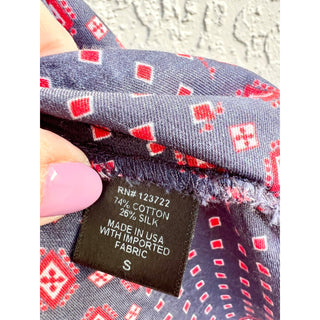 RN# 123722
74% COTTON
26% SILK
MADE IN USA
WITH IMPORTED
FABRIC
S